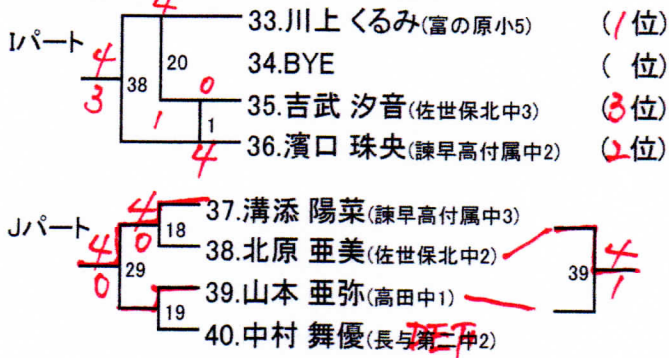 4 33.川上 くるみ(富の原小5) (1位)
Iパート 4 3 38 20 34.BYE ( 位)
0 35.吉武 汐音(佐世保北中3) (3位)
1 1 4 36.濱口 珠央(諫早高付属中2) (2位)
4 37.溝添 陽菜(諫早高付属中3)
Jパート 0 18 38.北原 亜美(佐世保北中2) 4
4 0 29 39 1
19 39.山本 亜弥(高田中1)
40.中村 舞優(長与第二中2) DEF